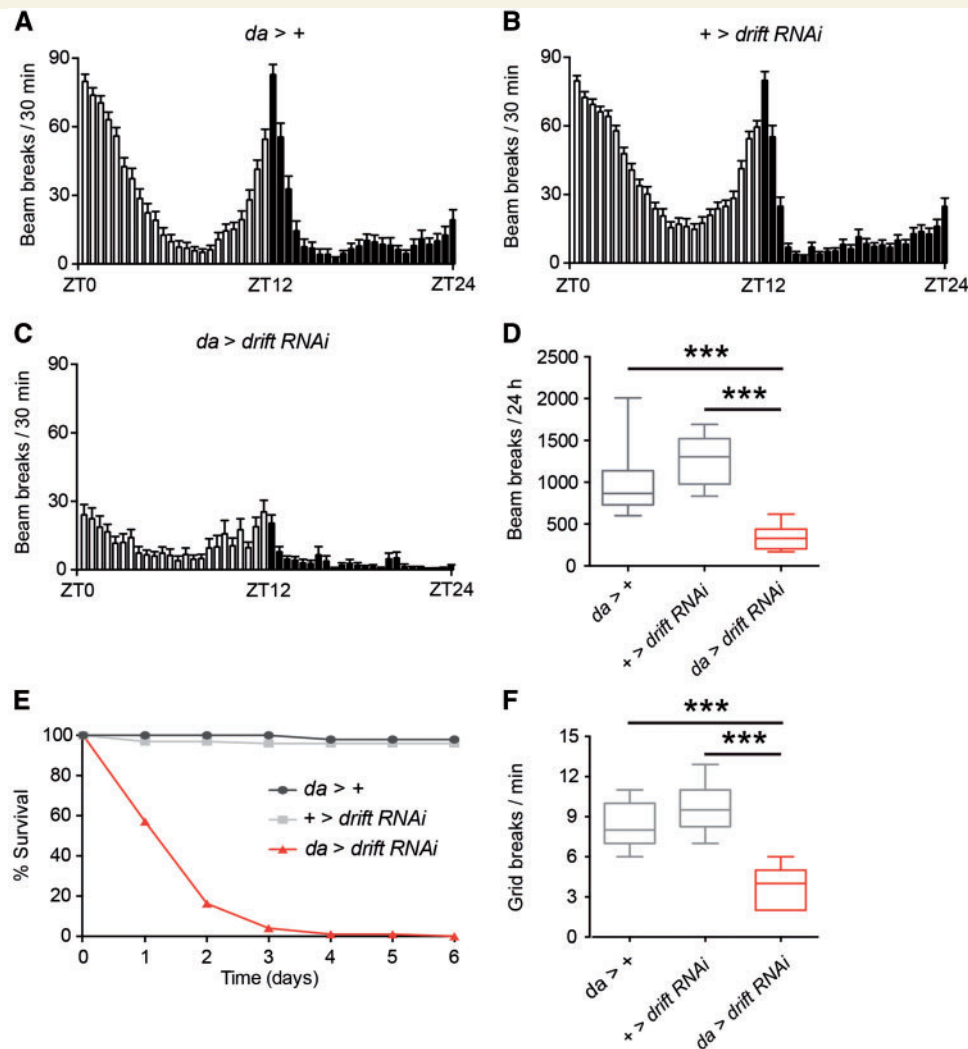 A
da > +
Beam breaks / 30 min
90
60
30
0
ZT0
ZT12
ZT24
B
+ > drift RNAi
Beam breaks / 30 min
90
60
30
0
ZT0
ZT12
ZT24
C
da > drift RNAi
Beam breaks / 30 min
90
60
30
0
ZT0
ZT12
ZT24
D
***
***
Beam breaks / 24 h
2500
2000
1500
1000
500
0
da > +
+ > drift RNAi
da > drift RNAi
E
% Survival
100
80
60
40
20
0
da > +
+ > drift RNAi
da > drift RNAi
0 1 2 3 4 5 6
Time (days)
F
***
***
Grid breaks / min
15
12
9
6
3
0
da > +
+ > drift RNAi
da > drift RNAi